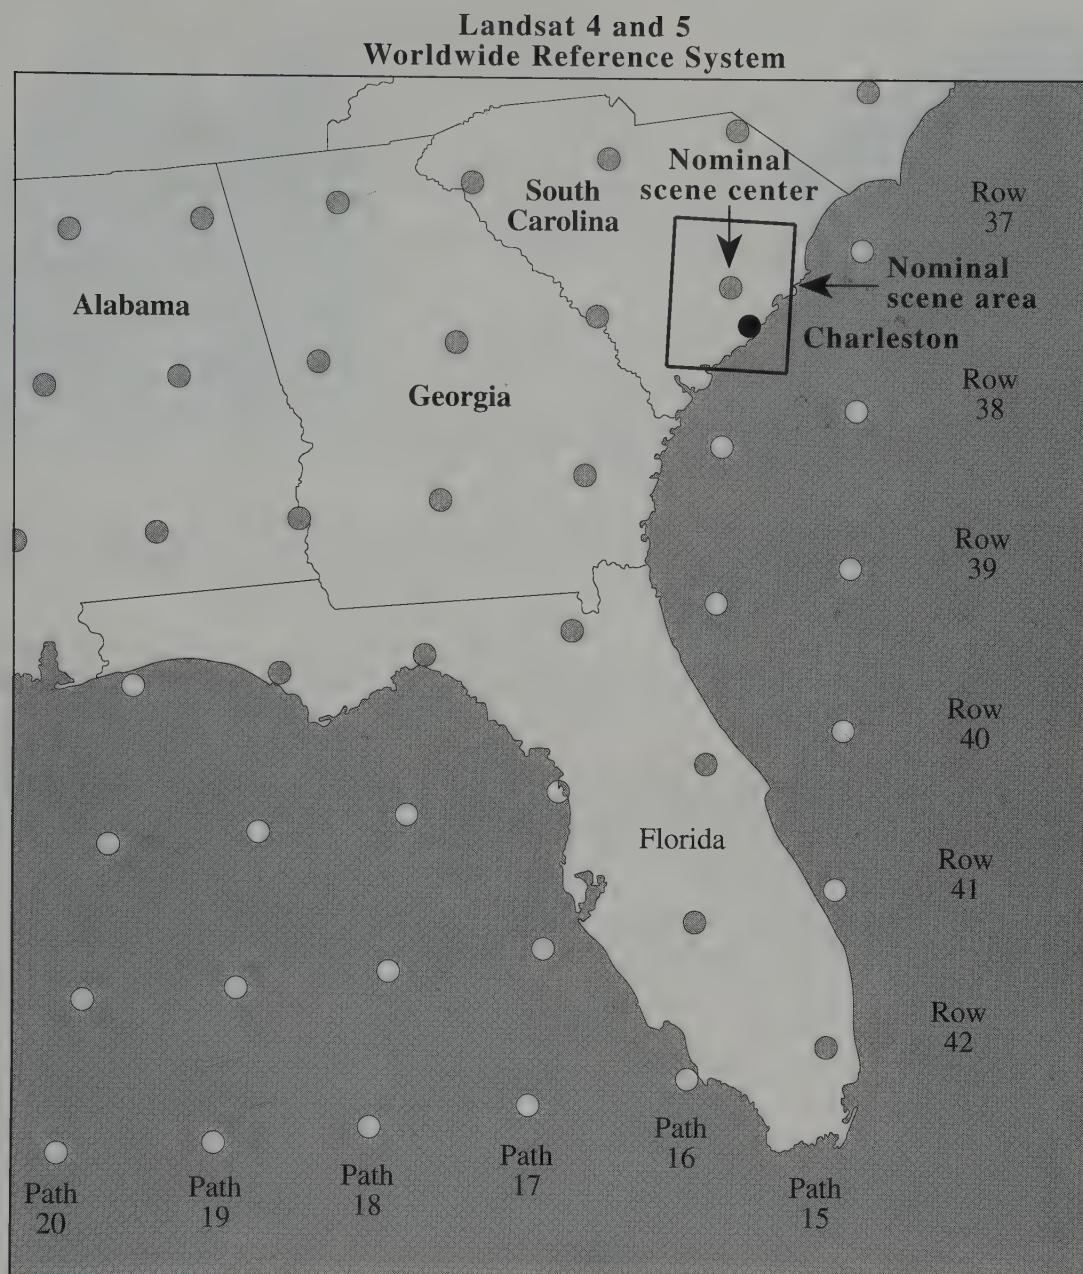 Landsat 4 and 5
Worldwide Reference System
Nominal
scene center
South
Carolina
Row
37
Nominal
scene area
Alabama
Charleston
Georgia
Row
38
Row
39
Row
40
Florida
Row
41
Row
42
Path
16
Path
17
Path
18
Path
19
Path
20
Path
15